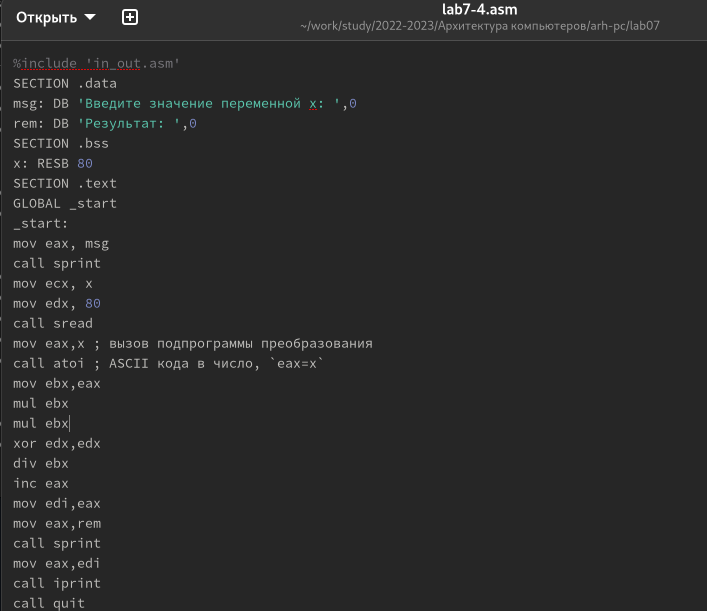 Открыть
lab7-4.asm
~/work/study/2022-2023/Архитектура компьютеров/arh-pc/lab07
%include 'in_out.asm'
SECTION .data
msg: DB 'Введите значение переменной x: ',0
rem: DB 'Результат: ',0
SECTION .bss
x: RESB 80
SECTION .text
GLOBAL _start
_start:
mov eax, msg
call sprint
mov ecx, x
mov edx, 80
call sread
mov eax,x ; вызов подпрограммы преобразования
call atoi ; ASCII кода в число, `eax=x`
mov ebx,eax
mul ebx
mul ebx
xor edx,edx
div ebx
inc eax
mov edi,eax
mov eax,rem
call sprint
mov eax,edi
call iprint
call quit